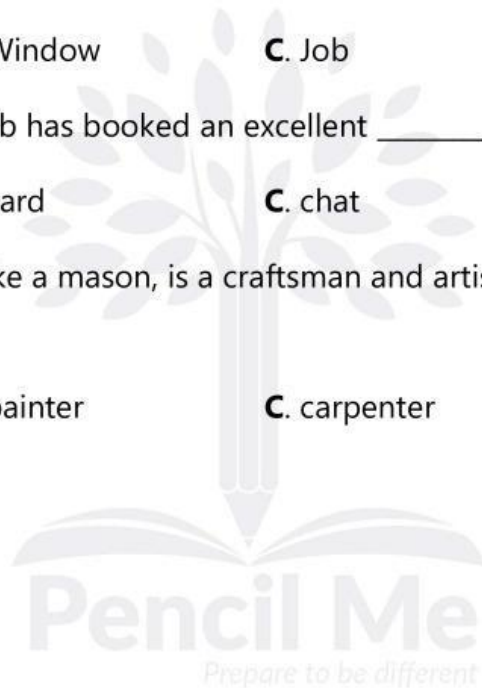 Window C. Job
b has booked an excellent ________
ard C. chat
ke a mason, is a craftsman and artis
painter C. carpenter
Pencil Me
Prepare to be different